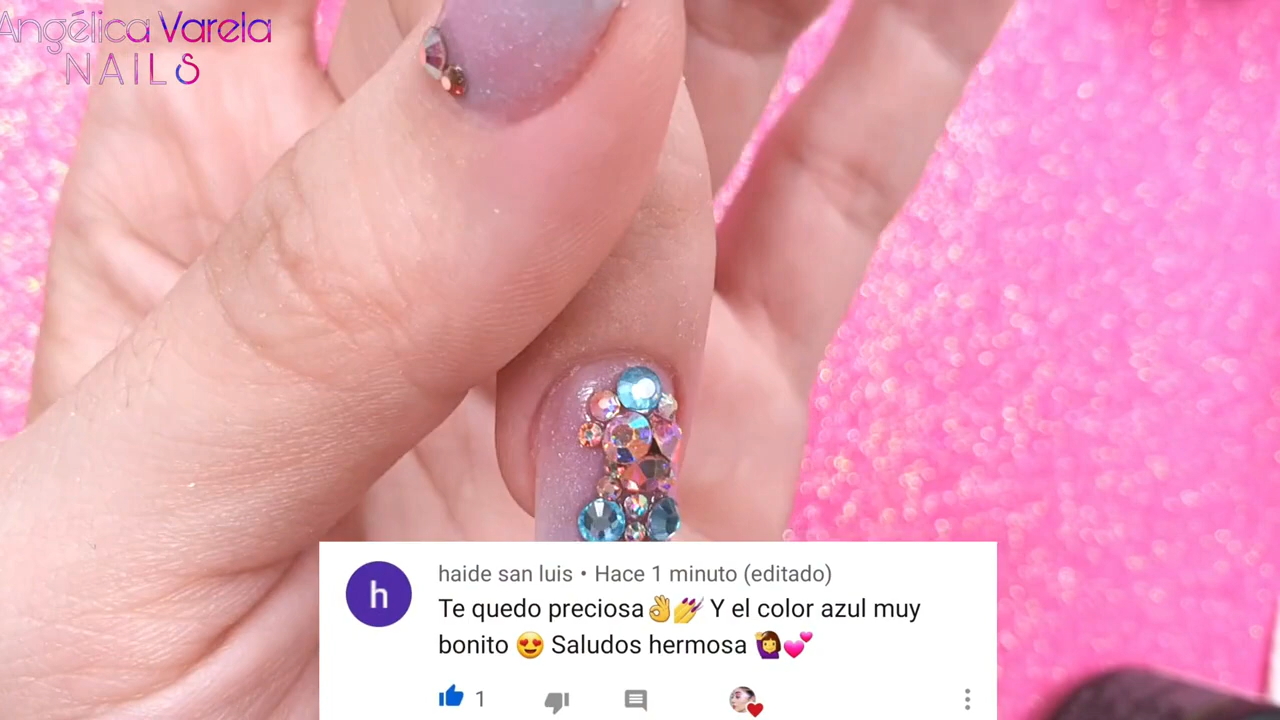 Angélica Varela
NAILS
haide san luis • Hace 1 minuto (editado)
Te quedo preciosa👌💅 Y el color azul muy
bonito 😍 Saludos hermosa 🙋‍♀️💕
1
h